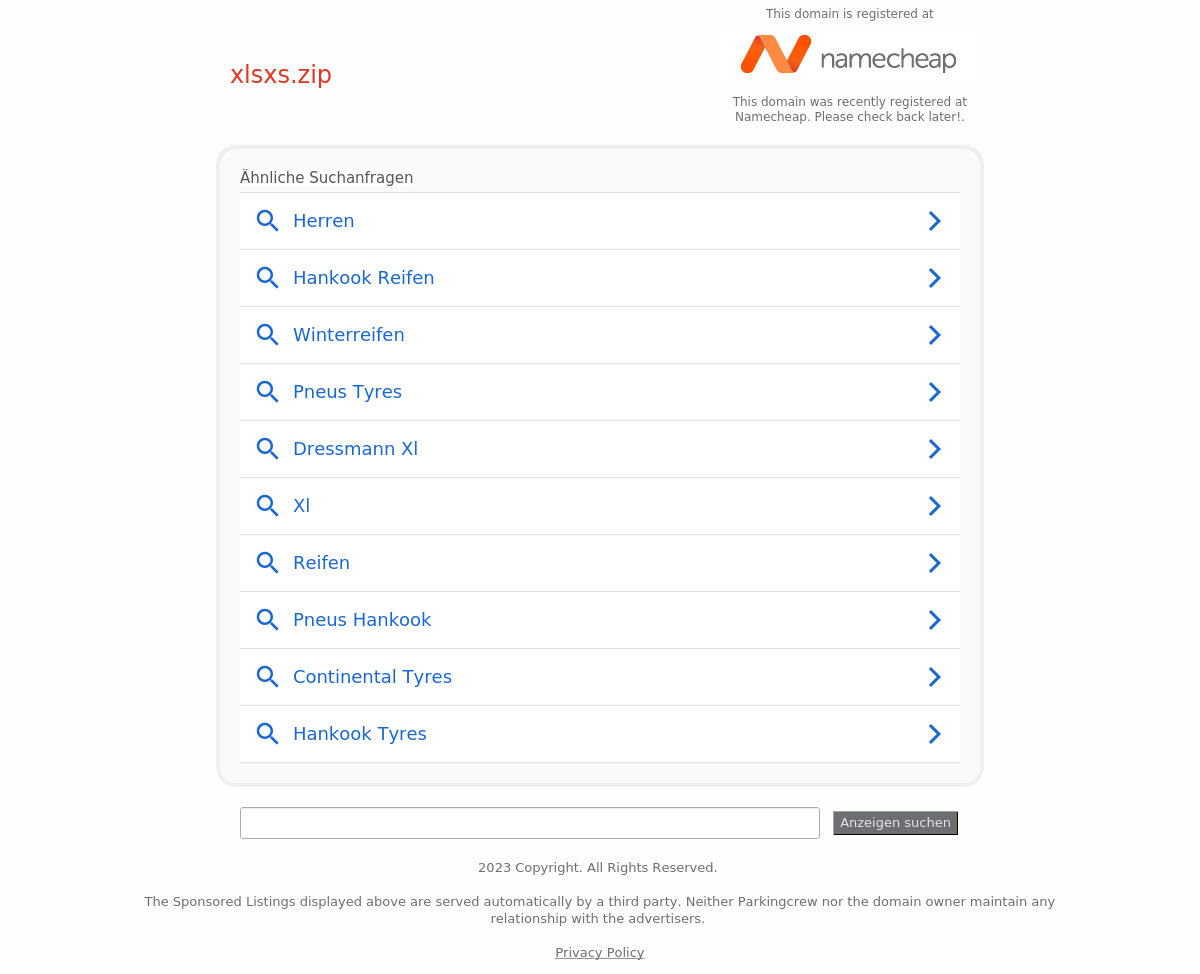 This domain is registered at
namecheap
xlsxs.zip
This domain was recently registered at
Namecheap. Please check back later!.
Ähnliche Suchanfragen
Herren
Hankook Reifen
Winterreifen
Pneus Tyres
Dressmann Xl
Xl
Reifen
Pneus Hankook
Continental Tyres
Hankook Tyres
Anzeigen suchen
2023 Copyright. All Rights Reserved.
The Sponsored Listings displayed above are served automatically by a third party. Neither Parkingcrew nor the domain owner maintain any
relationship with the advertisers.
Privacy Policy